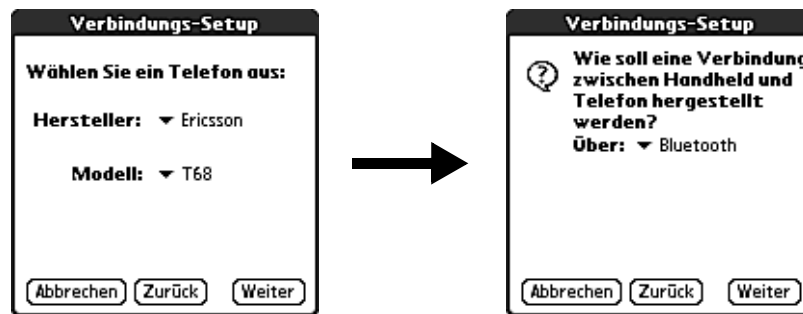 Verbindungs-Setup
Wählen Sie ein Telefon aus:
Hersteller: Ericsson
Modell: T68
Abbrechen Zurück Weiter
Verbindungs-Setup
Wie soll eine Verbindung
zwischen Handheld und
Telefon hergestellt
werden?
Über: Bluetooth
Abbrechen Zurück Weiter